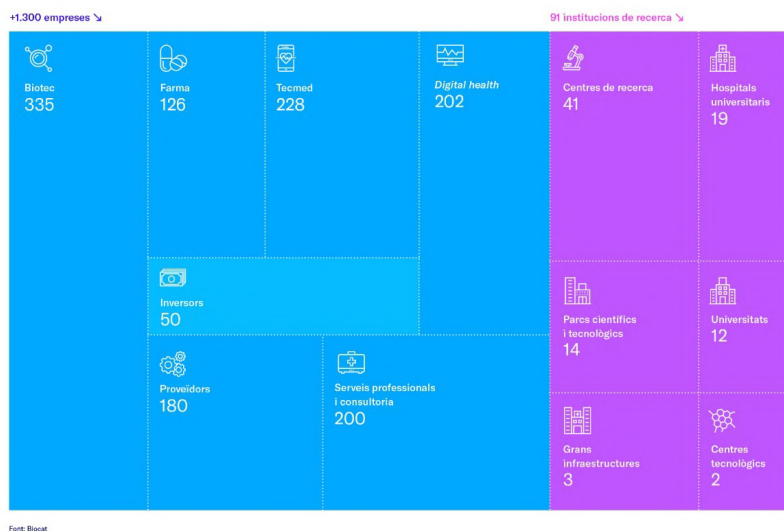 +1.300 empreses ↘
91 institucions de recerca ↘
Biotec
335
Farma
126
Tecmed
228
Digital health
202
Centres de recerca
41
Hospitals
universitaris
19
Inversors
50
Parcs científics
i tecnològics
14
Universitats
12
Proveïdors
180
Serveis professionals
i consultoria
200
Grans
infraestructures
3
Centres
tecnològics
2
Font: Biocat